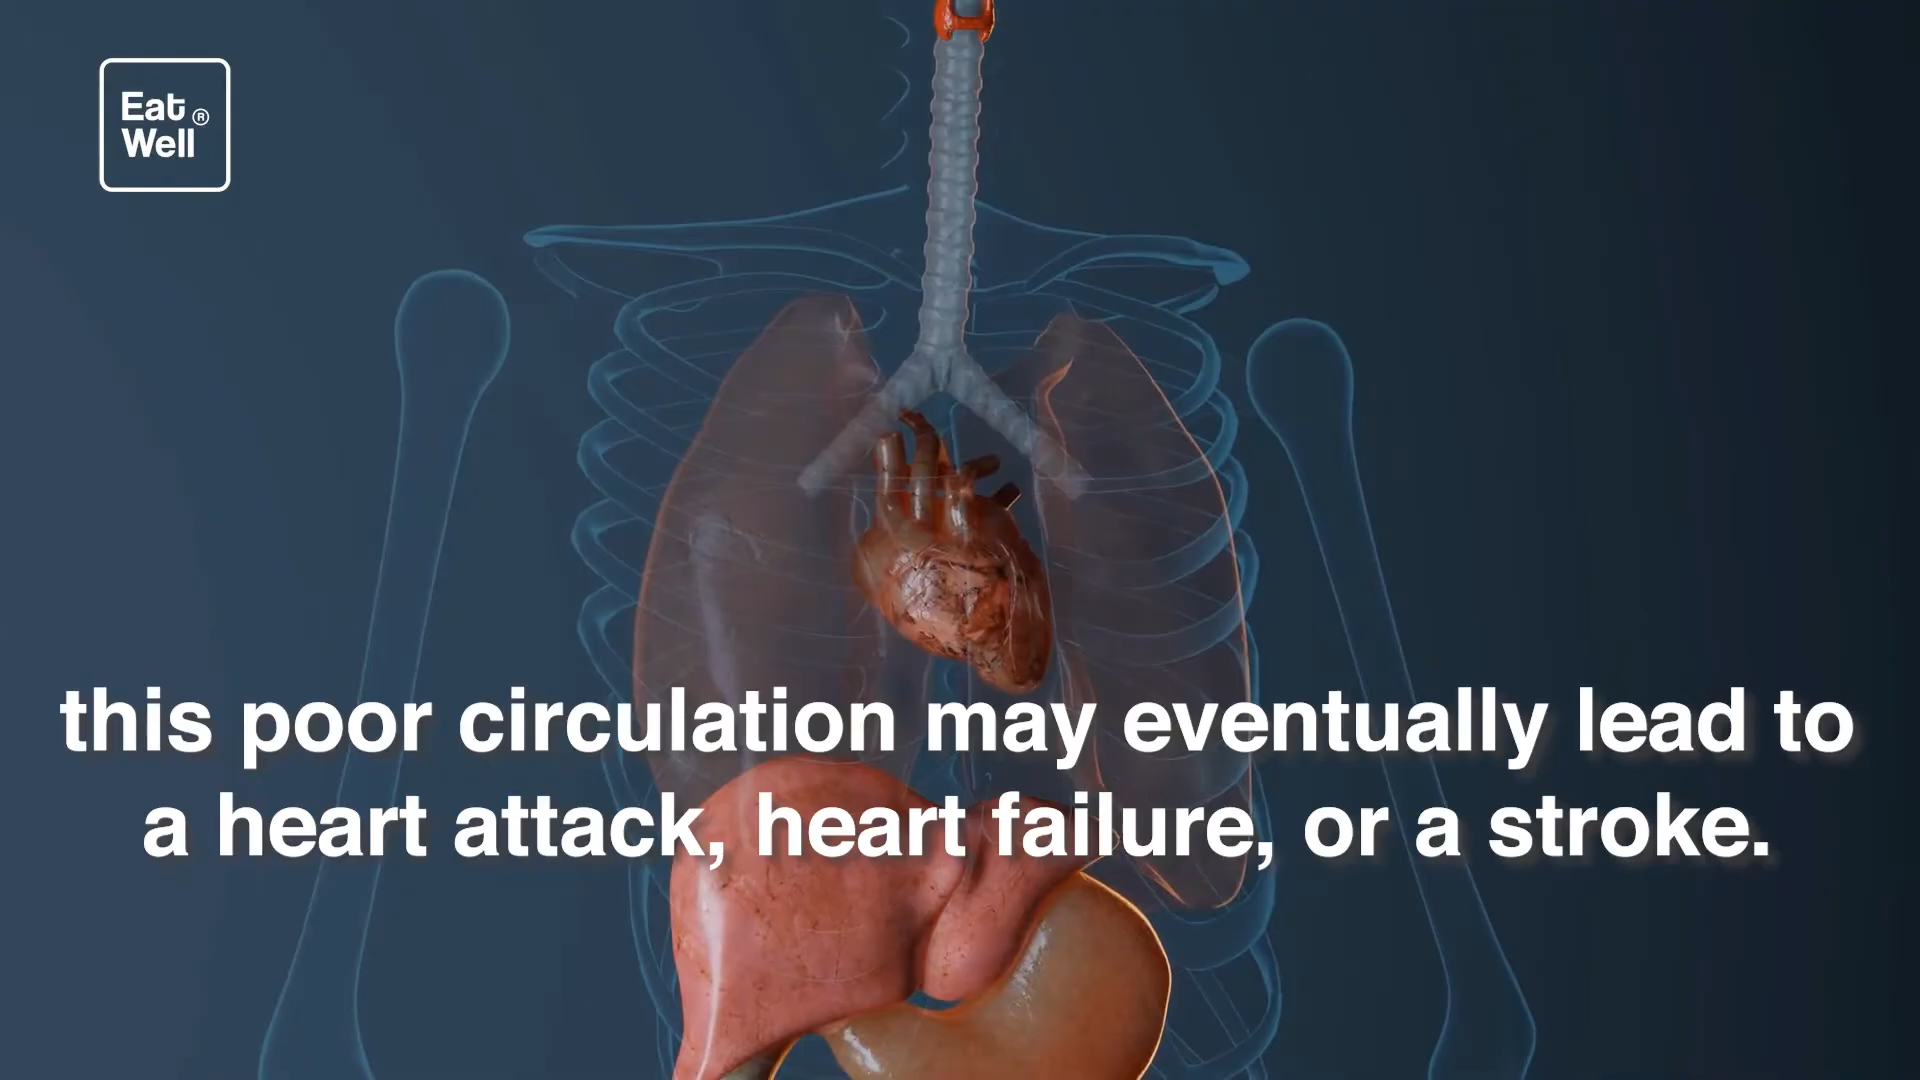 Eat ®
Well
this poor circulation may eventually lead to
a heart attack, heart failure, or a stroke.